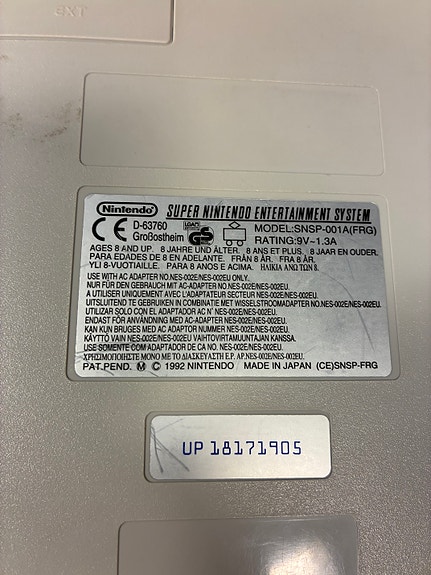 EXT
Nintendo
SUPER NINTENDO ENTERTAINMENT SYSTEM
CE D-63760 Großostheim GS MODEL:SNSP-001A(FRG)
RATING:9V~1.3A
AGES 8 AND UP. 8 JAHRE UND ÄLTER. 8 ANS ET PLUS. 8 JAAR EN OUDER.
PARA EDADES DE 8 EN ADELANTE. FRÅN 8 ÅR. FRA 8 ÅR.
YLI 8-VUOTIAILLE. PARA 8 ANOS E ACIMA. ΗΛΙΚΙΑ ΑΝΩ ΤΩΝ 8.
USE WITH AC ADAPTER NO.NES-002E/NES-002EU ONLY.
NUR FÜR DEN GEBRAUCH MIT AC-ADAPTER NES-002E/NES-002EU.
A UTILISER UNIQUEMENT AVEC L'ADAPTATEUR SECTEUR NES-002E/NES-002EU.
UITSLUITEND TE GEBRUIKEN IN COMBINATIE MET WISSELSTROOMADAPTOR NES-002E/NES-002EU.
UTILIZAR SOLO CON EL ADAPTADOR AC N° NES-002E/NES-002EU.
ENDAST FÖR ANVÄNDNING MED AC-ADAPTER NES-002E/NES-002EU.
KAN KUN BRUGES MED AC ADAPTOR NUMMER NES-002E/NES-002EU.
KÄYTTÖ VAIN NES-002E/NES-002EU VAIHTOVIRTAMUUNTAJAN KANSSA.
USE SOMENTE COM ADAPTADOR DE CA NO. NES-002E/NES-002EU.
ΧΡΗΣΙΜΟΠΟΙΗΣΤΕ ΜΟΝΟ ΜΕ ΤΟ ΔΙΑΣΚΕΥΑΣΤΗ Ε.Ρ. ΑΡ.NES-002E/NES-002EU.
PAT.PEND. Ⓜ © 1992 NINTENDO MADE IN JAPAN (CE)SNSP-FRG
UP 18171905